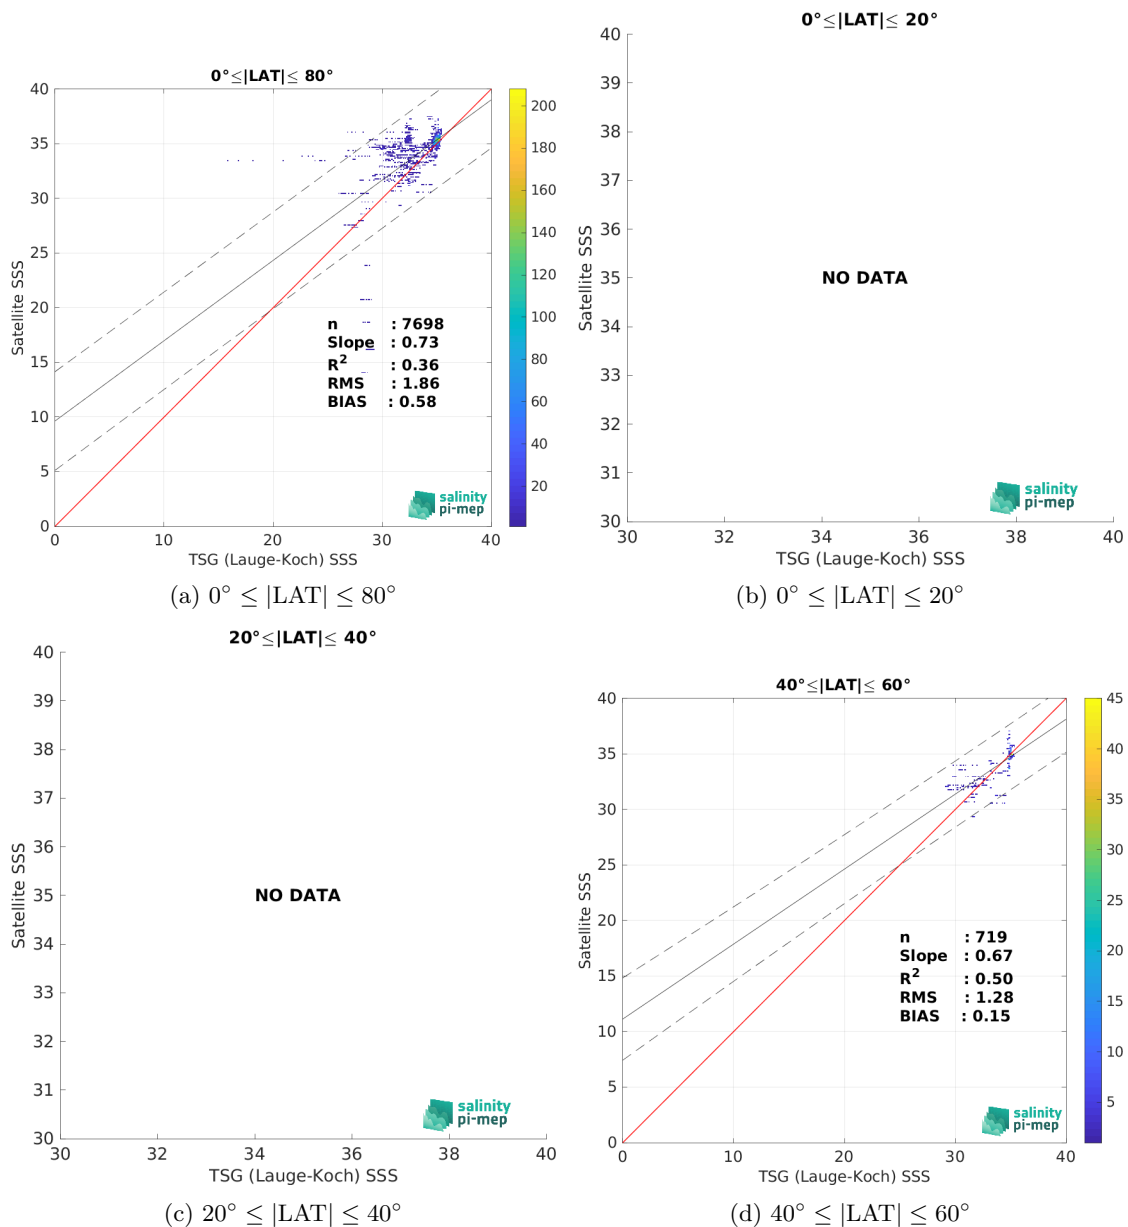 0°≤|LAT|≤ 80°
40
35
30
25
20
15
10
5
0
0
10
20
30
40
Satellite SSS
TSG (Lauge-Koch) SSS
n : 7698
Slope : 0.73
R² : 0.36
RMS : 1.86
BIAS : 0.58
200
180
160
140
120
100
80
60
40
20
salinity
pi-mep
(a) 0° ≤ |LAT| ≤ 80°
0°≤|LAT|≤ 20°
40
39
38
37
36
35
34
33
32
31
30
30
32
34
36
38
40
Satellite SSS
NO DATA
TSG (Lauge-Koch) SSS
salinity
pi-mep
(b) 0° ≤ |LAT| ≤ 20°
20°≤|LAT|≤ 40°
40
39
38
37
36
35
34
33
32
31
30
30
32
34
36
38
40
Satellite SSS
NO DATA
TSG (Lauge-Koch) SSS
salinity
pi-mep
(c) 20° ≤ |LAT| ≤ 40°
40°≤|LAT|≤ 60°
40
35
30
25
20
15
10
5
0
0
10
20
30
40
Satellite SSS
TSG (Lauge-Koch) SSS
n : 719
Slope : 0.67
R² : 0.50
RMS : 1.28
BIAS : 0.15
45
40
35
30
25
20
15
10
5
salinity
pi-mep
(d) 40° ≤ |LAT| ≤ 60°